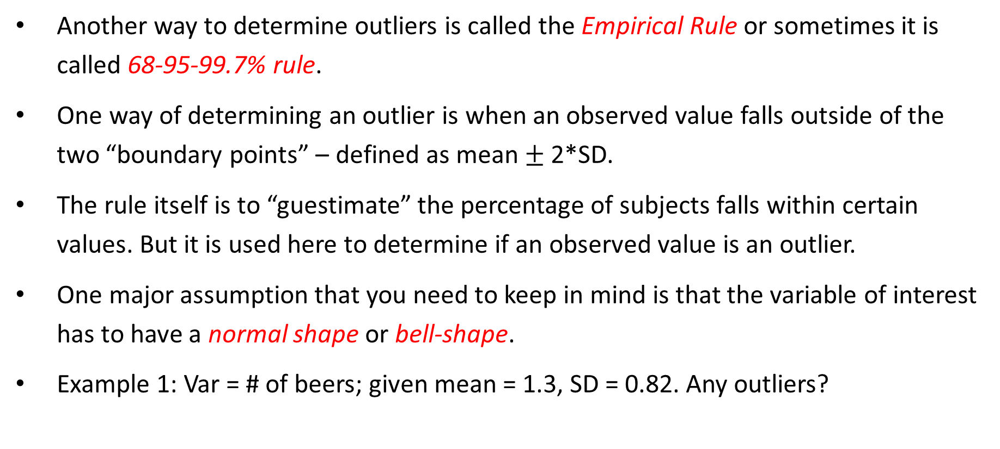 • Another way to determine outliers is called the Empirical Rule or sometimes it is
called 68-95-99.7% rule.
• One way of determining an outlier is when an observed value falls outside of the
two “boundary points” – defined as mean ± 2*SD.
• The rule itself is to “guestimate” the percentage of subjects falls within certain
values. But it is used here to determine if an observed value is an outlier.
• One major assumption that you need to keep in mind is that the variable of interest
has to have a normal shape or bell-shape.
• Example 1: Var = # of beers; given mean = 1.3, SD = 0.82. Any outliers?